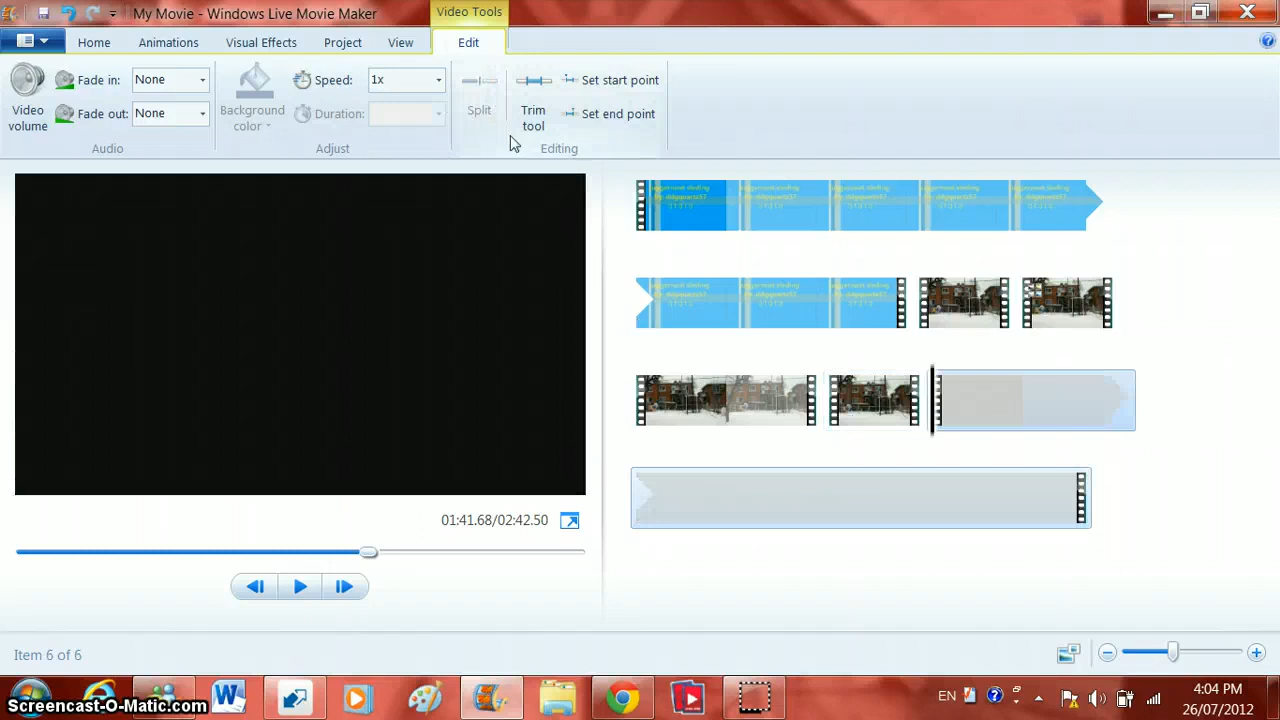 My Movie - Windows Live Movie Maker
Video Tools
Home
Animations
Visual Effects
Project
View
Edit
Video volume
Fade in:
None
Fade out:
None
Audio
Background color
Speed:
1x
Duration:
Adjust
Split
Trim tool
Set start point
Set end point
Editing
01:41.68/02:42.50
Item 6 of 6
EN
4:04 PM
26/07/2012
Screencast-O-Matic.com